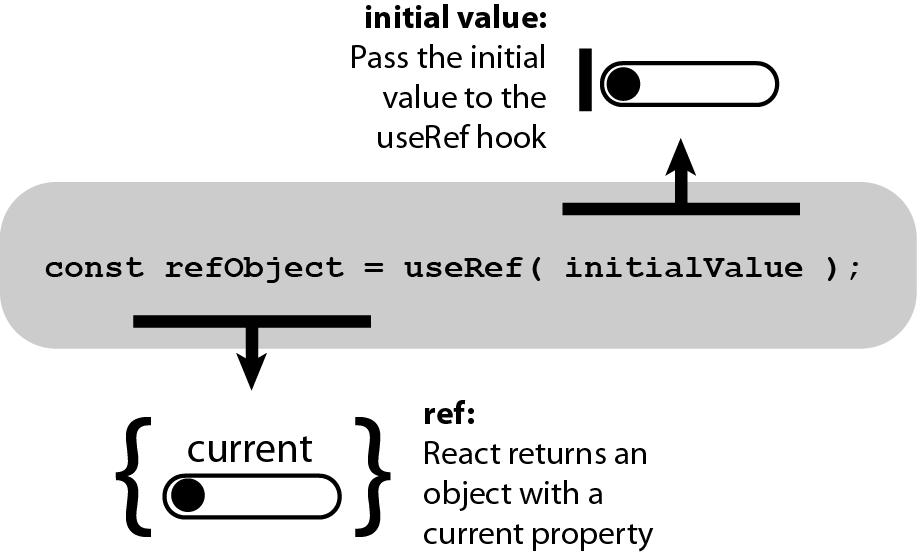 initial value:
Pass the initial
value to the
useRef hook
const refObject = useRef( initialValue );
{ current }
ref:
React returns an
object with a
current property